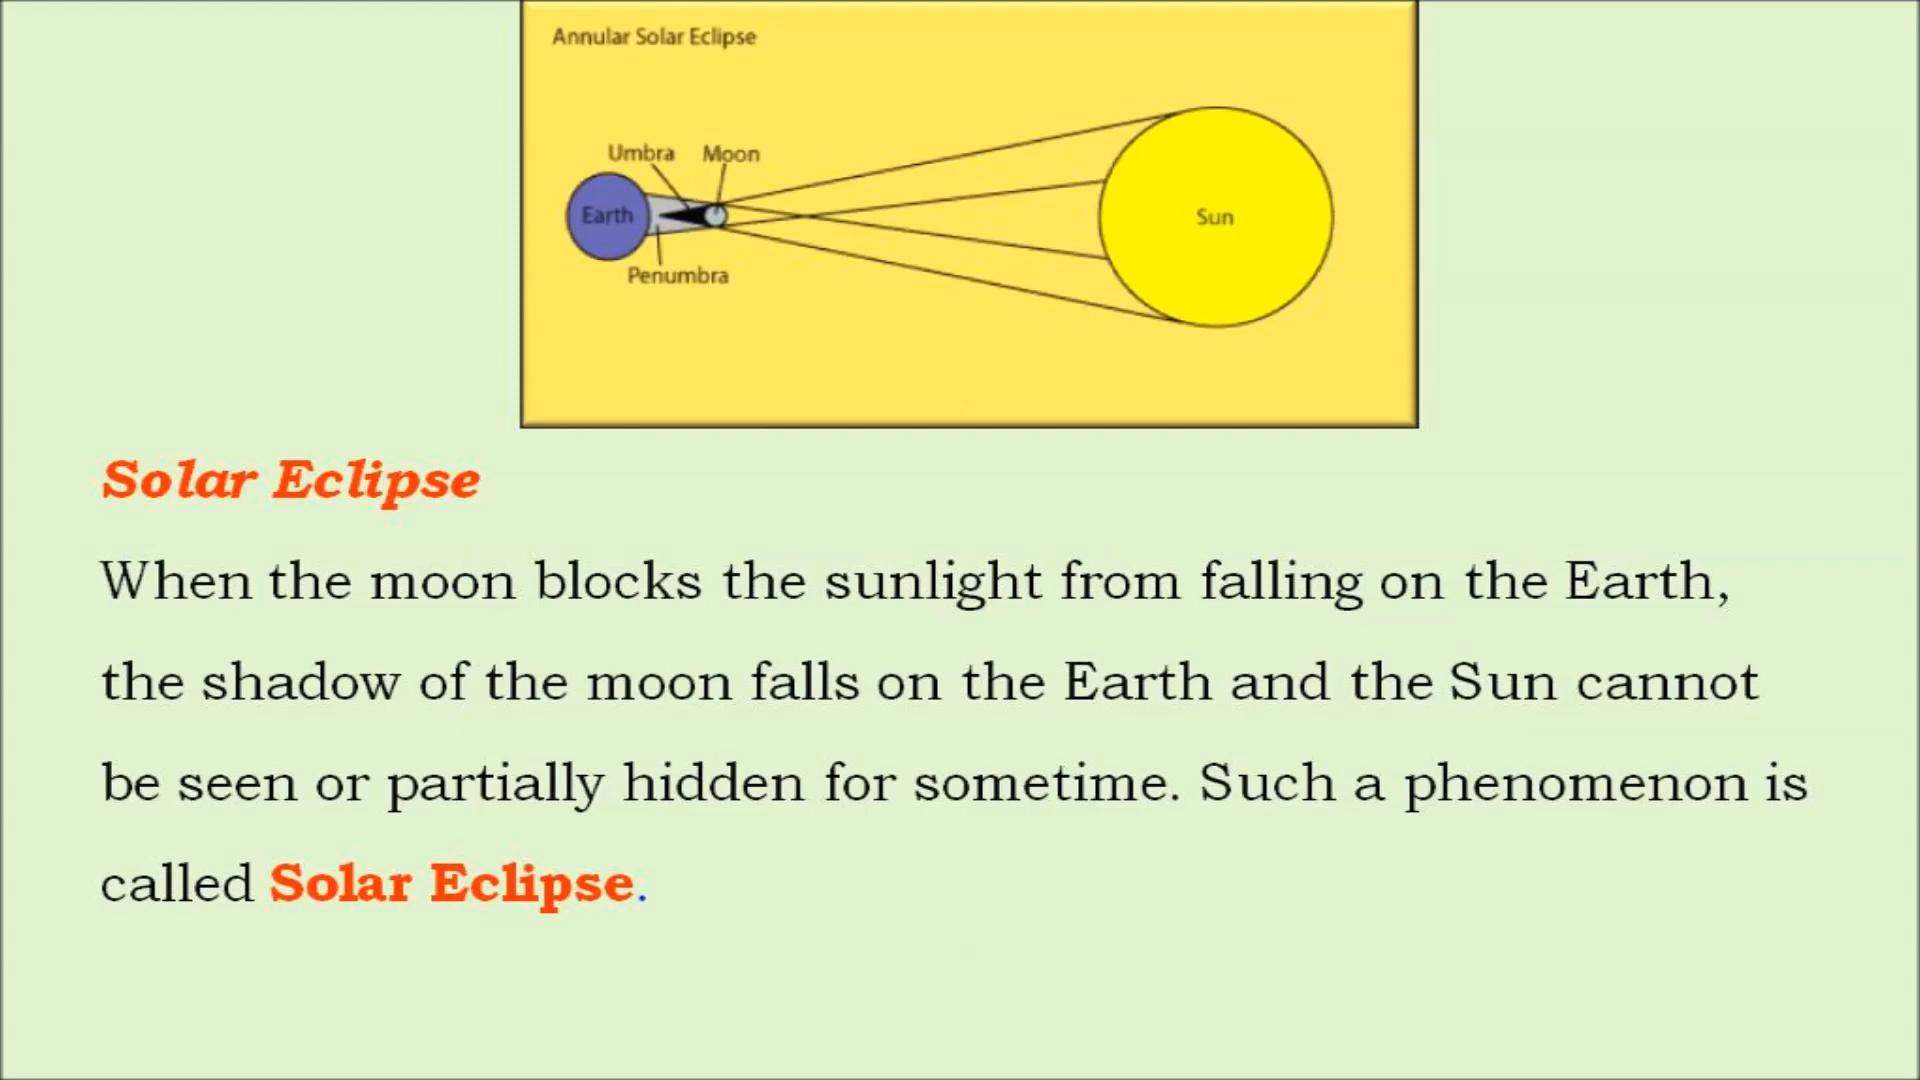 Annular Solar Eclipse
Umbra Moon
Earth
Sun
Penumbra
Solar Eclipse
When the moon blocks the sunlight from falling on the Earth,
the shadow of the moon falls on the Earth and the Sun cannot
be seen or partially hidden for sometime. Such a phenomenon is
called Solar Eclipse.